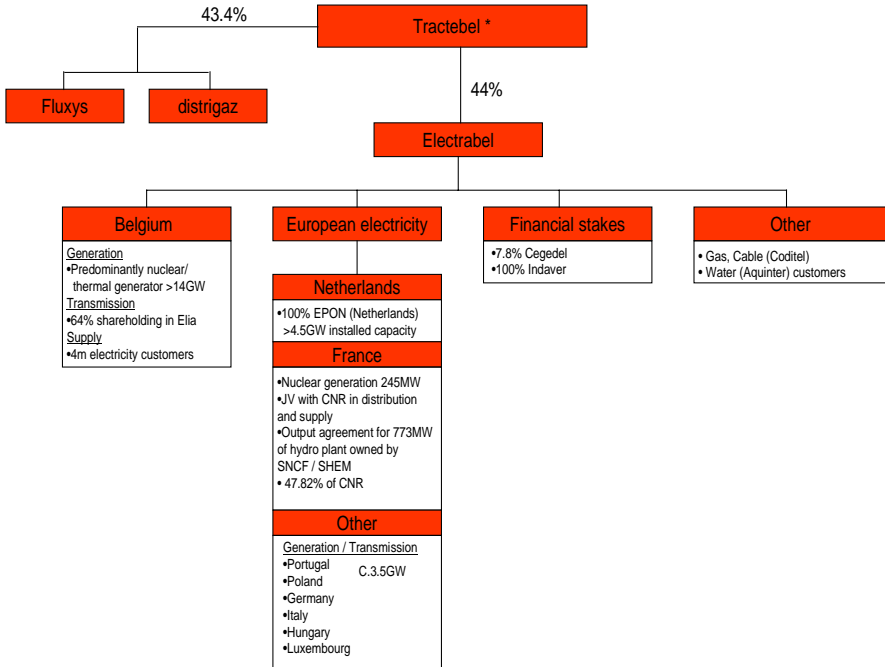 43.4%
Tractebel *
Fluxys
distrigaz
44%
Electrabel
Belgium
Generation
•Predominantly nuclear/
thermal generator >14GW
Transmission
•64% shareholding in Elia
Supply
•4m electricity customers
European electricity
Netherlands
•100% EPON (Netherlands)
>4.5GW installed capacity
France
•Nuclear generation 245MW
•JV with CNR in distribution
and supply
•Output agreement for 773MW
of hydro plant owned by
SNCF / SHEM
• 47.82% of CNR
Other
Generation / Transmission
•Portugal
C.3.5GW
•Poland
•Germany
•Italy
•Hungary
•Luxembourg
Financial stakes
•7.8% Cegedel
•100% Indaver
Other
• Gas, Cable (Coditel)
• Water (Aquinter) customers